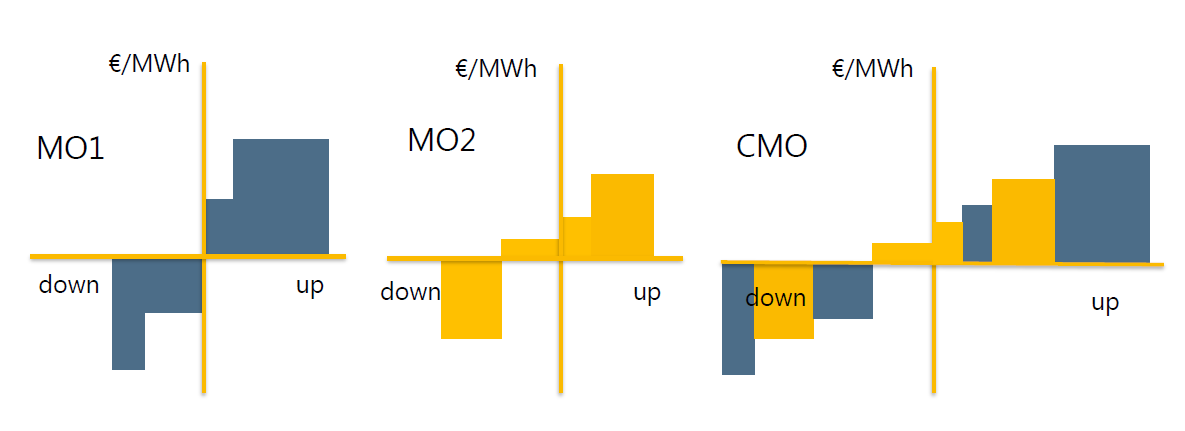 €/MWh
MO1
down
up
€/MWh
MO2
down
up
€/MWh
CMO
down
up